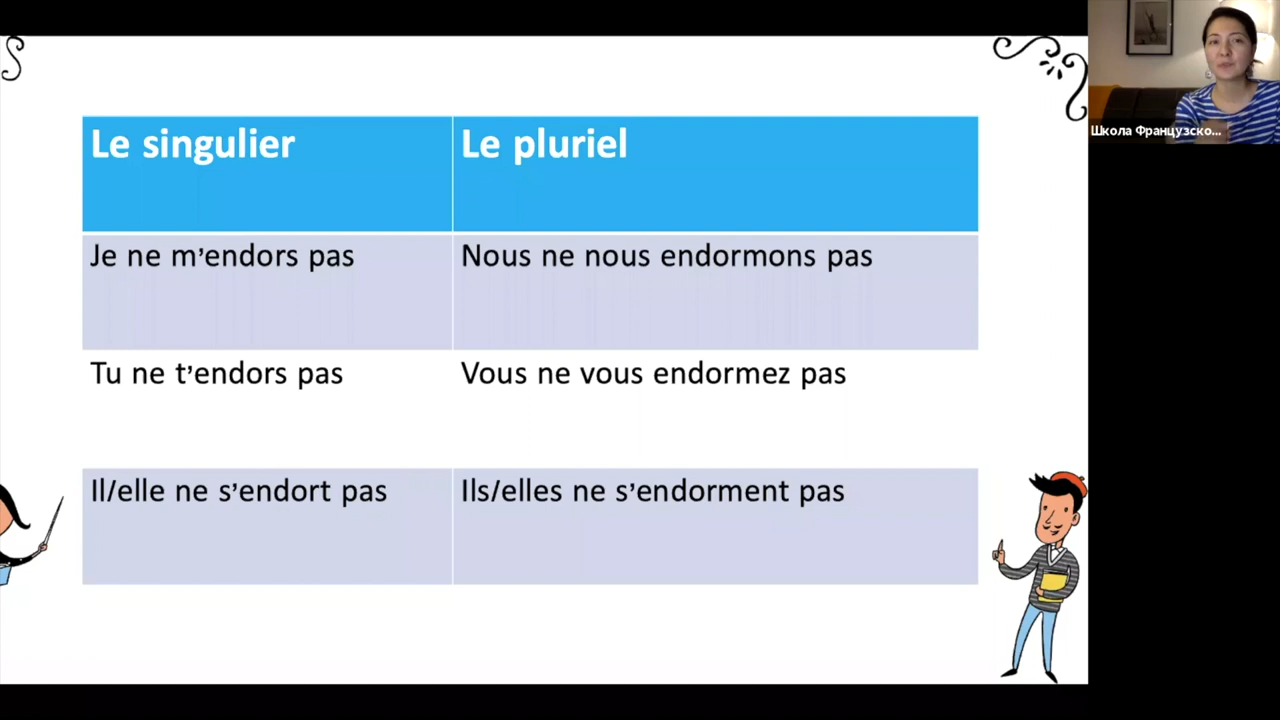 Le singulier
Le pluriel
Je ne m’endors pas
Nous ne nous endormons pas
Tu ne t’endors pas
Vous ne vous endormez pas
Il/elle ne s’endort pas
Ils/elles ne s’endorment pas
Школа Французско...